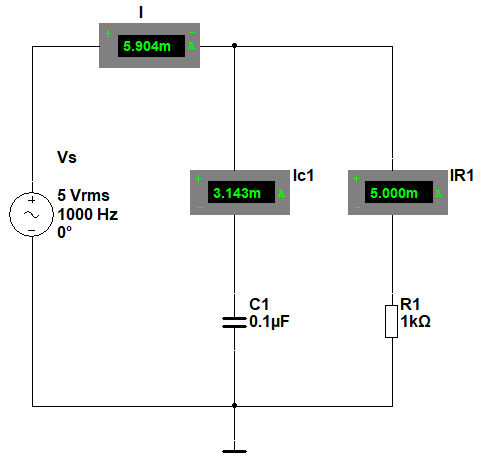 I
+ −
5.904m A
Vs
+
5 Vrms
1000 Hz
−
0°
Ic1
+
3.143m A
−
IR1
+
5.000m A
−
C1
0.1µF
R1
1kΩ